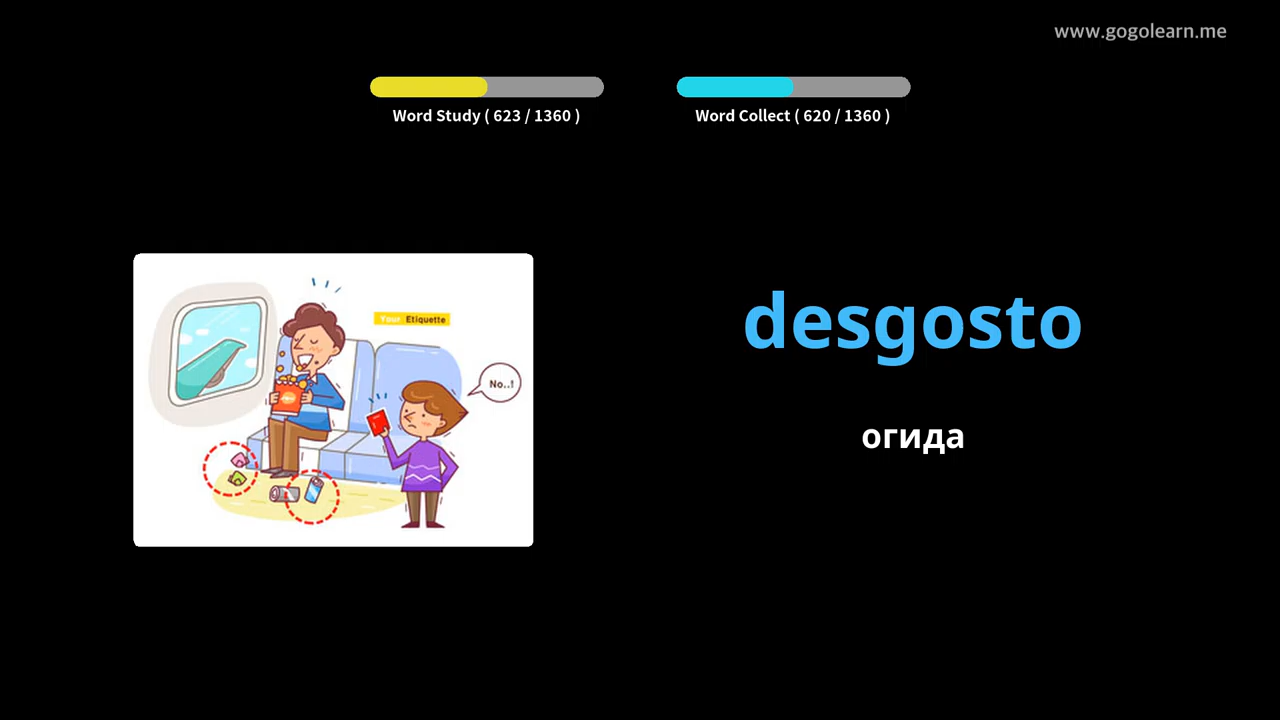 www.gogolearn.me
Word Study ( 623 / 1360 )
Word Collect ( 620 / 1360 )
Your Etiquette
No..!
desgosto
огида